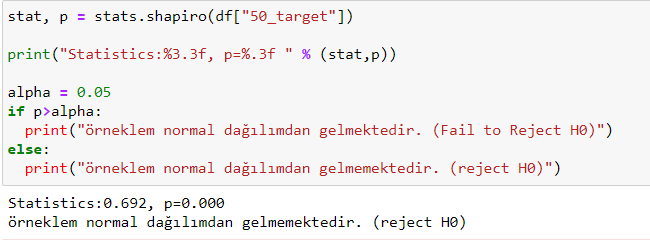 stat, p = stats.shapiro(df["50_target"])
print("Statistics:%3.3f, p=%.3f " % (stat,p))
alpha = 0.05
if p>alpha:
print("örneklem normal dağılımdan gelmektedir. (Fail to Reject H0)")
else:
print("örneklem normal dağılımdan gelmemektedir. (reject H0)")
Statistics:0.692, p=0.000
örneklem normal dağılımdan gelmemektedir. (reject H0)